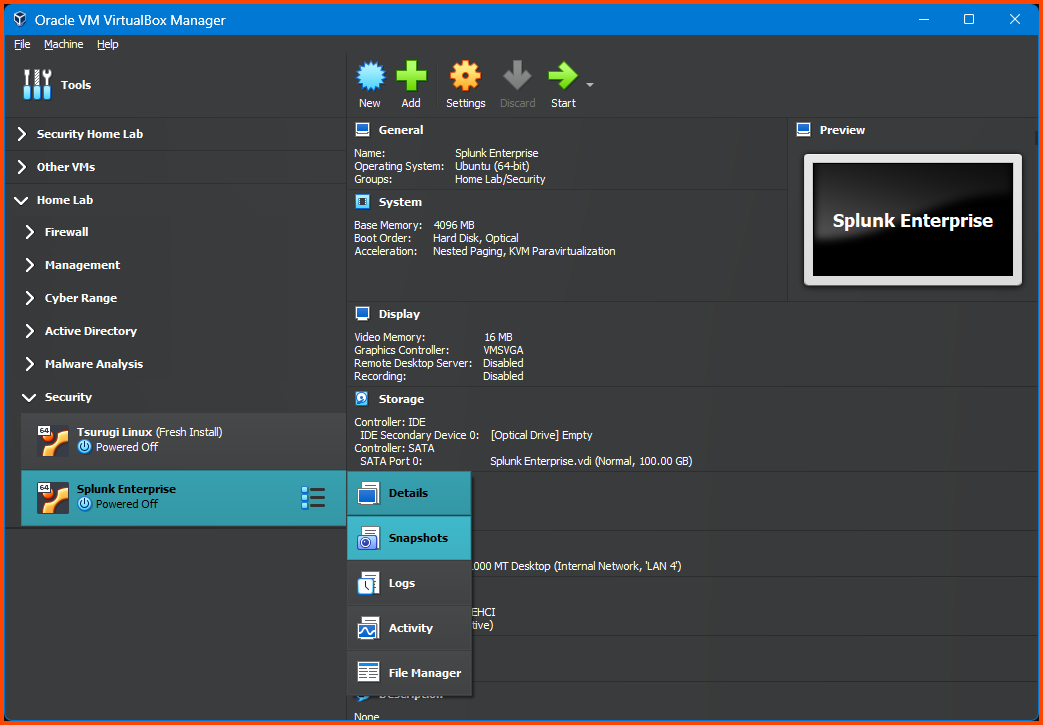 Oracle VM VirtualBox Manager
File Machine Help
Tools
New Add Settings Discard Start
Security Home Lab
Other VMs
Home Lab
Firewall
Management
Cyber Range
Active Directory
Malware Analysis
Security
64
Tsurugi Linux (Fresh Install)
Powered Off
64
Splunk Enterprise
Powered Off
General
Name: Splunk Enterprise
Operating System: Ubuntu (64-bit)
Groups: Home Lab/Security
Preview
Splunk Enterprise
System
Base Memory: 4096 MB
Boot Order: Hard Disk, Optical
Acceleration: Nested Paging, KVM Paravirtualization
Display
Video Memory: 16 MB
Graphics Controller: VMSVGA
Remote Desktop Server: Disabled
Recording: Disabled
Storage
Controller: IDE
IDE Secondary Device 0: [Optical Drive] Empty
Controller: SATA
SATA Port 0: Splunk Enterprise.vdi (Normal, 100.00 GB)
Details
Snapshots
Logs
Activity
File Manager
000 MT Desktop (Internal Network, 'LAN 4')
EHCI
tive)
Description
None